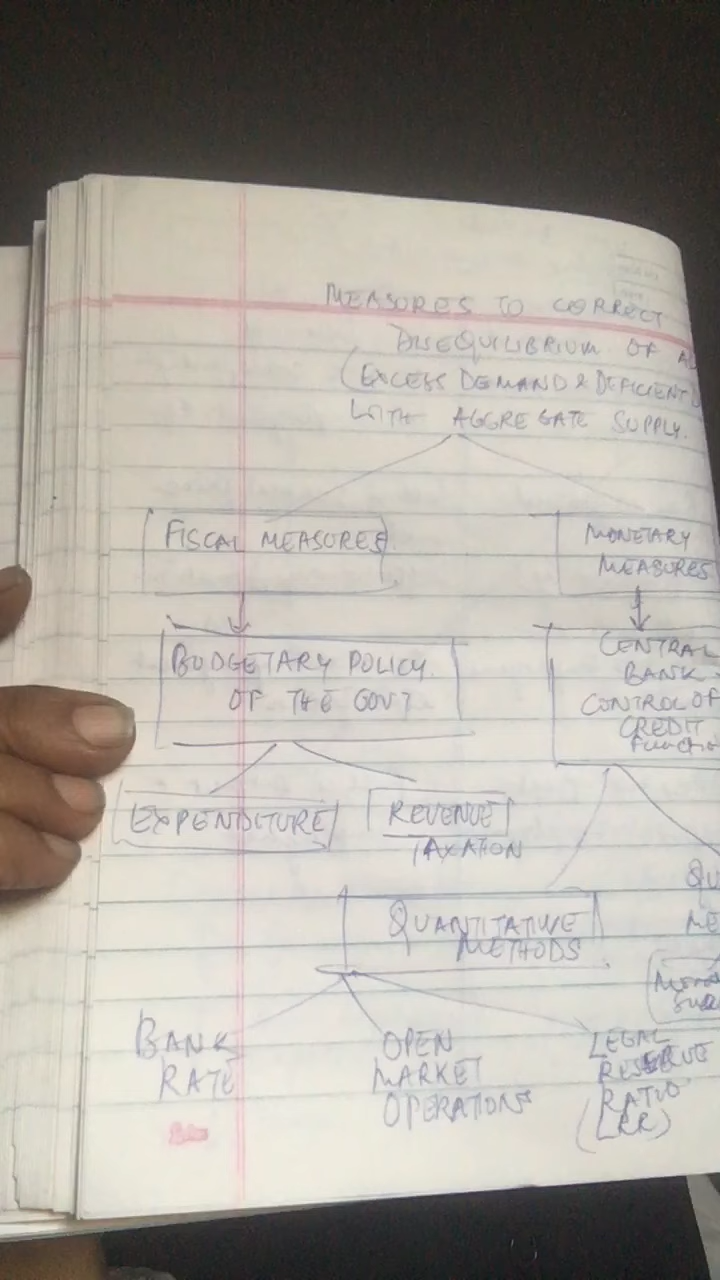 MEASURES TO CORRECT
DISEQUILIBRIUM OF A
(EXCESS DEMAND & DEFICIENT
WITH AGGREGATE SUPPLY.
FISCAL MEASURES
MONETARY
MEASURES
BUDGETARY POLICY
OF THE GOVT
CENTRAL
BANK
CONTROL OF
CREDIT
EXPENDITURE
REVENUE
TAXATION
QUANTITATIVE
METHODS
QU
ME
BANK
RATE
OPEN
MARKET
OPERATIONS
LEGAL
RESERVE
RATIO
(LRR)